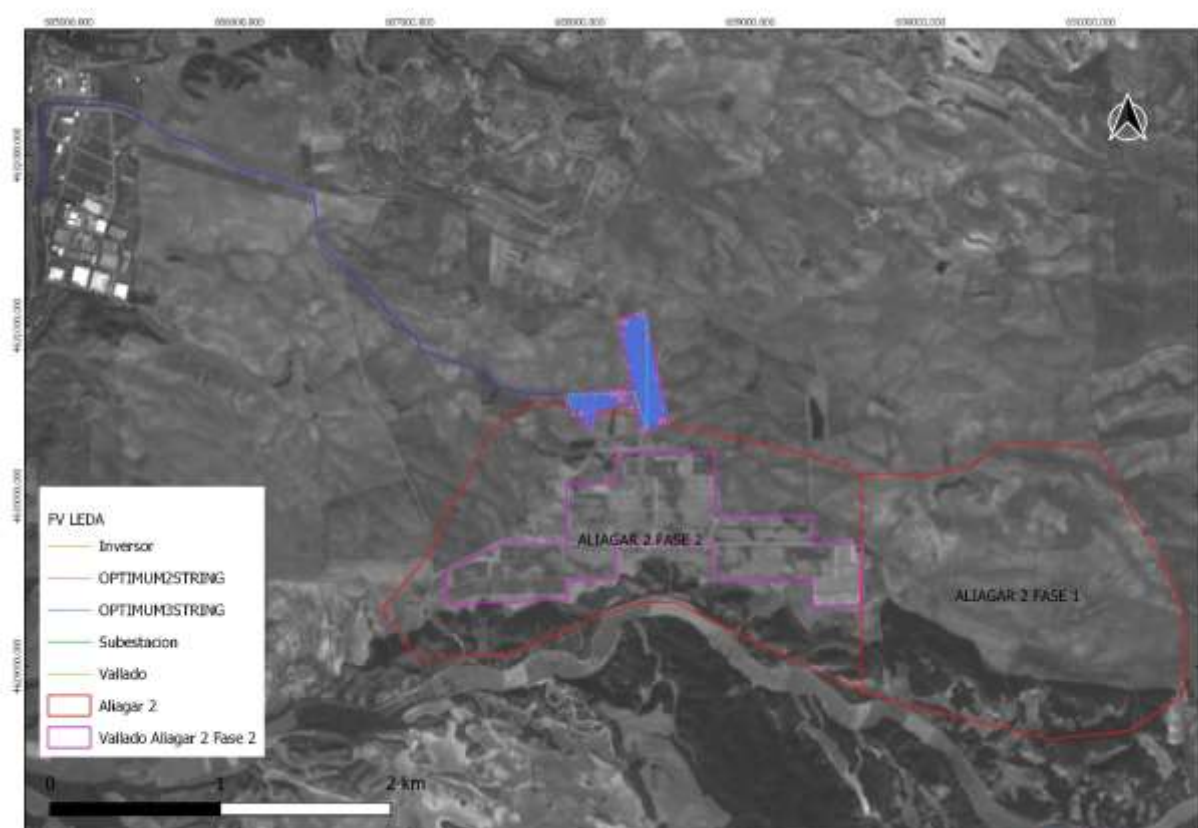 ALIAGAR 2 FASE 2
ALIAGAR 2 FASE 1
FV LEDA
Inversor
OPTIMUM2STRING
OPTIMUM3STRING
Subestacion
Vallado
Aliagar 2
Vallado Aliagar 2 Fase 2
0 1 2 km